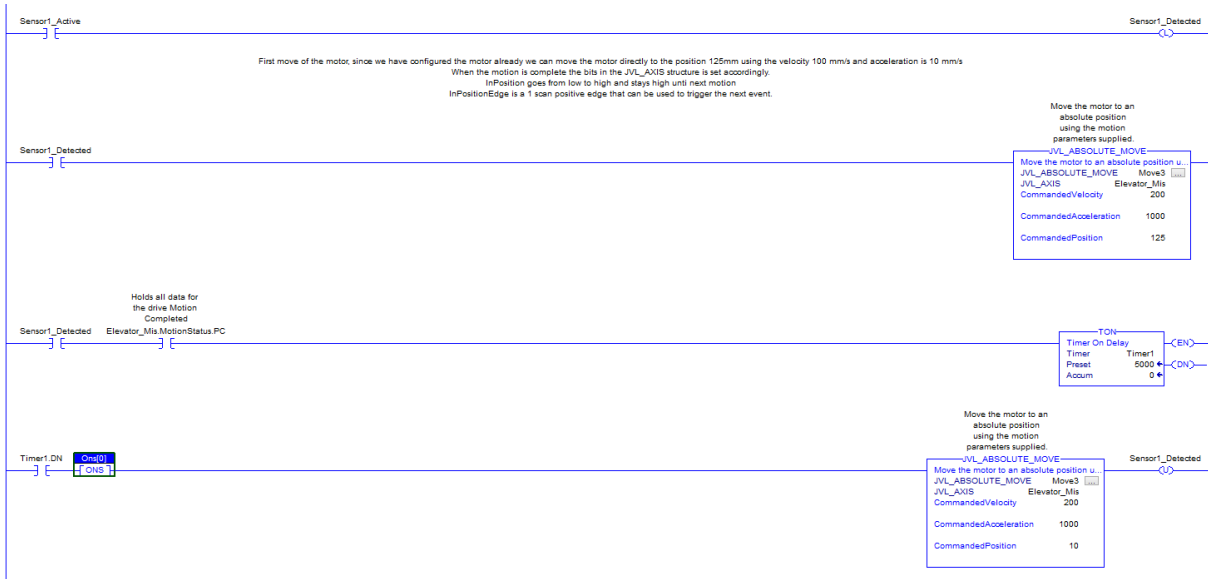 Sensor1_Active
Sensor1_Detected
L
First move of the motor, since we have configured the motor already we can move the motor directly to the position 125mm using the velocity 100 mm/s and acceleration is 10 mm/s
When the motion is complete the bits in the JVL_AXIS structure is set accordingly.
InPosition goes from low to high and stays high unti next motion
InPositionEdge is a 1 scan positive edge that can be used to trigger the next event.
Move the motor to an
absolute position
using the motion
parameters supplied.
Sensor1_Detected
JVL_ABSOLUTE_MOVE
Move the motor to an absolute position u...
JVL_ABSOLUTE_MOVE Move3 ...
JVL_AXIS Elevator_Mis
CommandedVelocity 200
CommandedAcceleration 1000
CommandedPosition 125
Holds all data for
the drive Motion
Completed
Sensor1_Detected Elevator_Mis.MotionStatus.PC
TON
Timer On Delay EN
Timer Timer1
Preset 5000 DN
Accum 0
Move the motor to an
absolute position
using the motion
parameters supplied.
Timer1.DN Ons[0]
ONS
JVL_ABSOLUTE_MOVE
Sensor1_Detected
U
Move the motor to an absolute position u...
JVL_ABSOLUTE_MOVE Move3 ...
JVL_AXIS Elevator_Mis
CommandedVelocity 200
CommandedAcceleration 1000
CommandedPosition 10